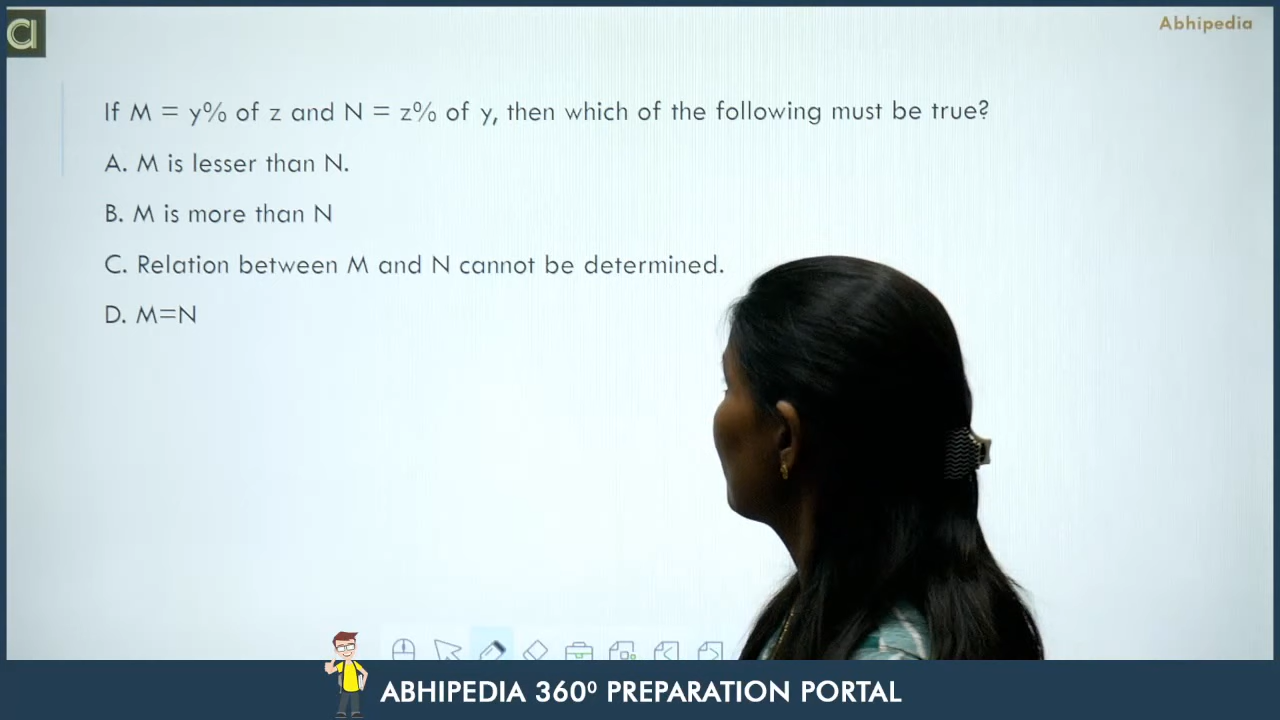 Abhipedia
If M = y% of z and N = z% of y, then which of the following must be true?
A. M is lesser than N.
B. M is more than N
C. Relation between M and N cannot be determined.
D. M=N
ABHIPEDIA 360⁰ PREPARATION PORTAL